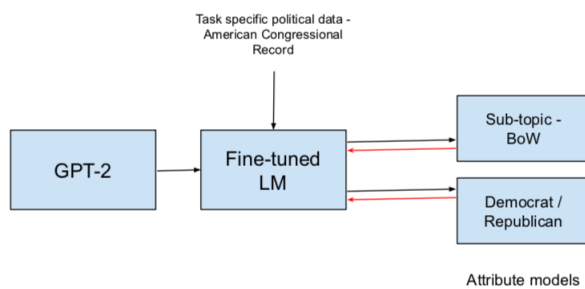 Task specific political data -
American Congressional
Record
GPT-2
Fine-tuned
LM
Sub-topic -
BoW
Democrat /
Republican
Attribute models